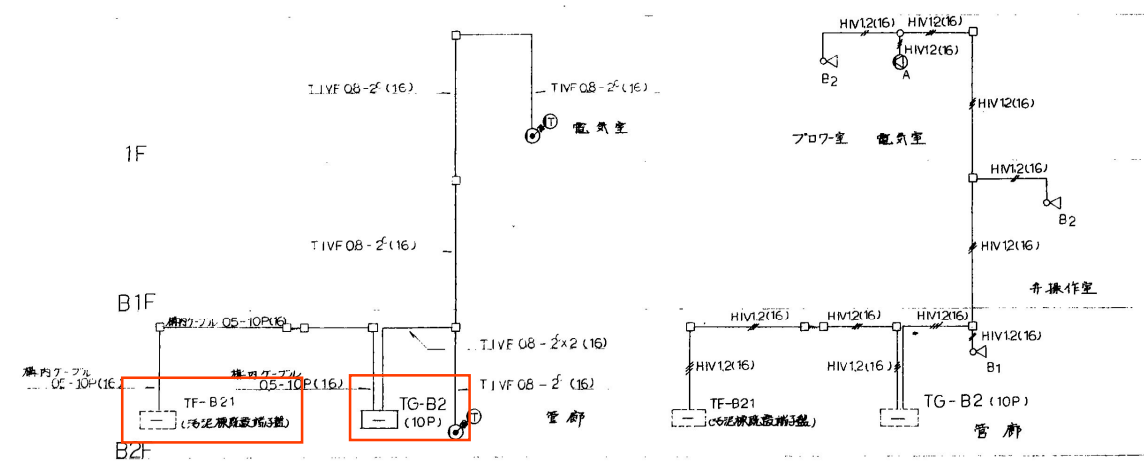 HIV1.2(16)
HIV1.2(16)
HIV1.2(16)
B2
A
TIVF 0.8-2C(16)
TIVF 0.8-2C(16)
HIV1.2(16)
T
電気室
ブロワー室
電気室
1F
HIV1.2(16)
B2
TIVF 0.8-2C(16)
HIV1.2(16)
弁操作室
B1F
構内ケーブル 0.5-10P(16)
HIV1.2(16)
HIV1.2(16)
HIV1.2(16)
TIVF 0.8-2C×2(16)
HIV1.2(16)
B1
構内ケーブル
0.5-10P(16)
構内ケーブル
0.5-10P(16)
TIVF 0.8-2C(16)
HIV1.2(16)
HIV1.2(16)
TF-B21
TG-B2
(10P)
T
管廊
TF-B21
TG-B2 (10P)
管廊
B2F